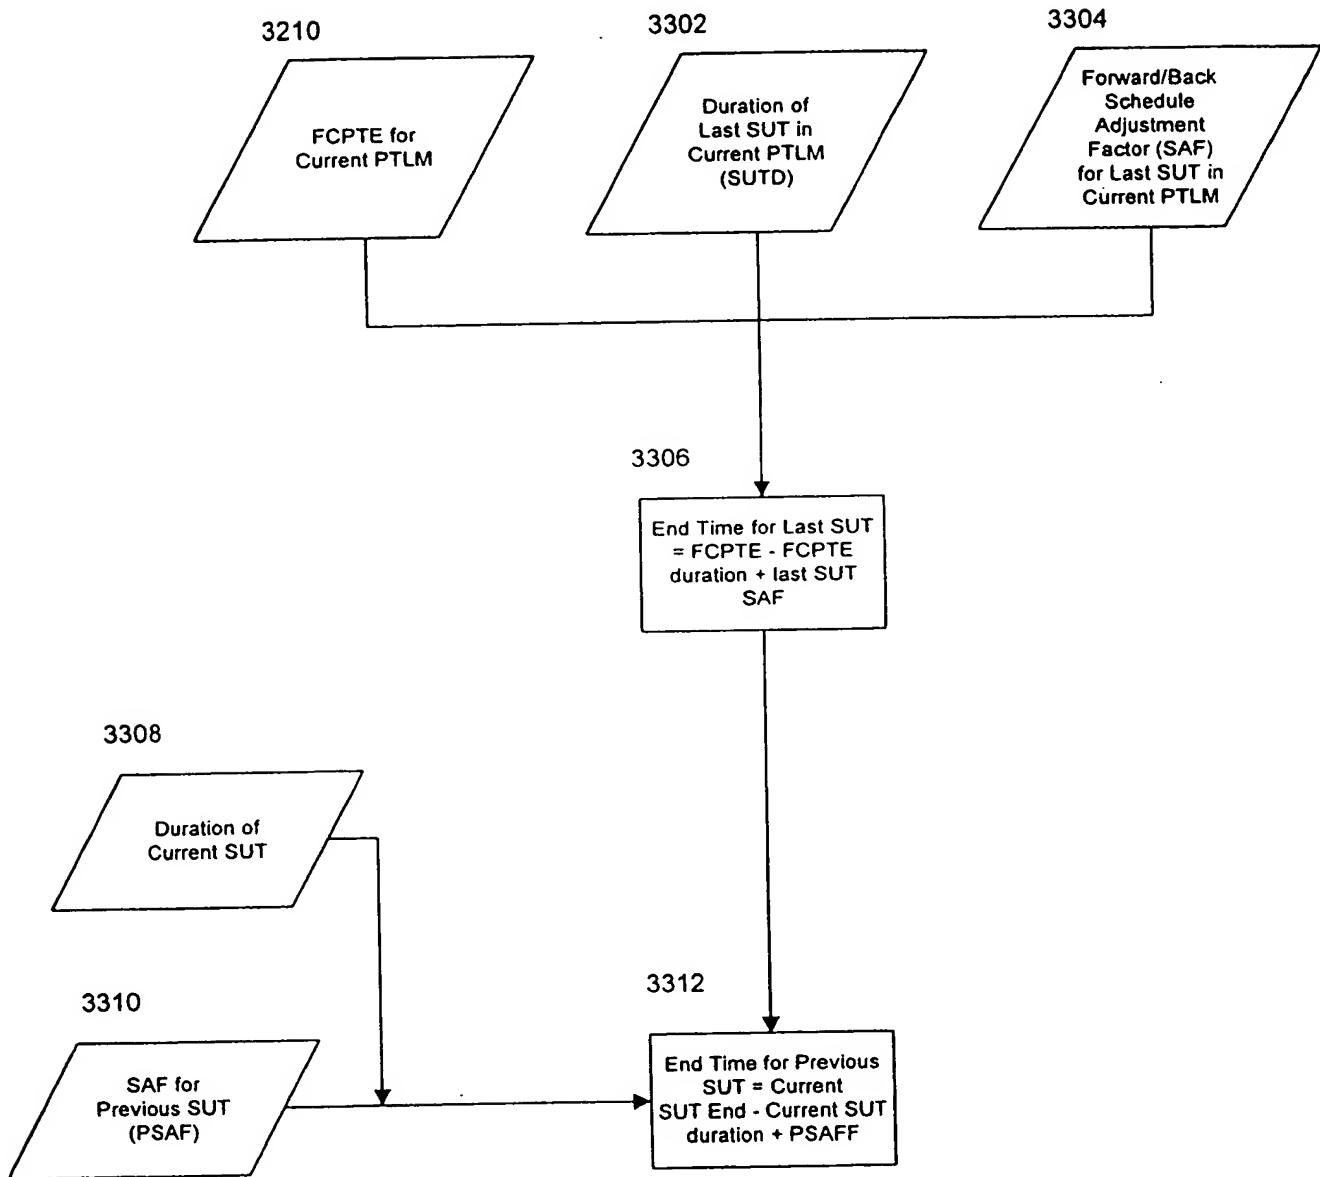 3210
FCPTE for
Current PTLM
3302
Duration of
Last SUT in
Current PTLM
(SUTD)
3304
Forward/Back
Schedule
Adjustment
Factor (SAF)
for Last SUT in
Current PTLM
3306
End Time for Last SUT
= FCPTE - FCPTE
duration + last SUT
SAF
3308
Duration of
Current SUT
3310
SAF for
Previous SUT
(PSAF)
3312
End Time for Previous
SUT = Current
SUT End - Current SUT
duration + PSAFF